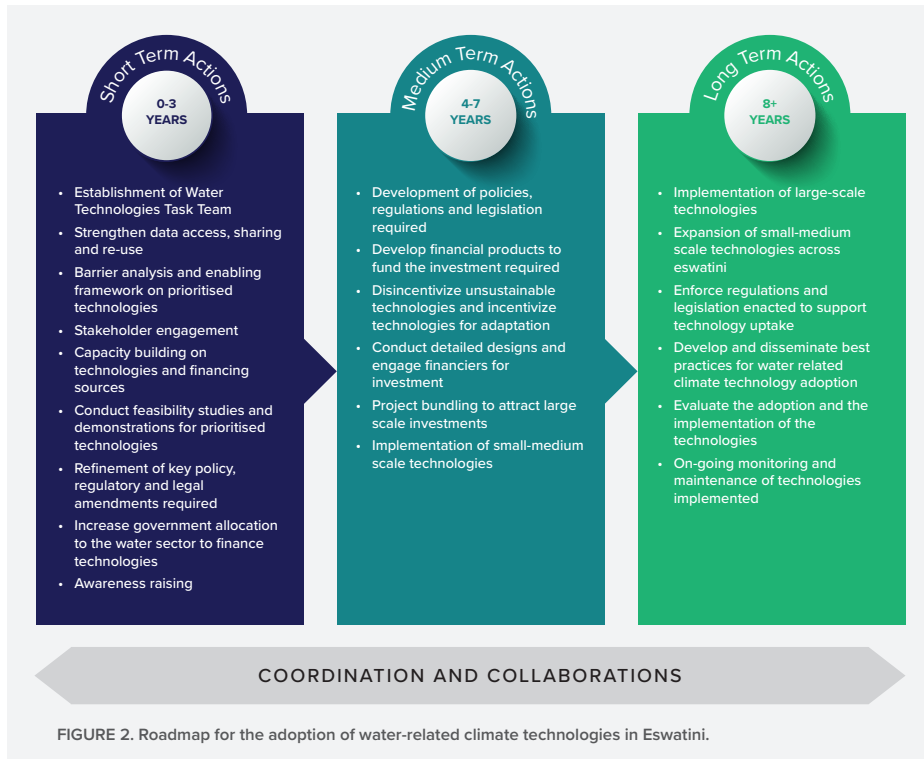 Short Term Actions
0-3
YEARS
• Establishment of Water
Technologies Task Team
• Strengthen data access, sharing
and re-use
• Barrier analysis and enabling
framework on prioritised
technologies
• Stakeholder engagement
• Capacity building on
technologies and financing
sources
• Conduct feasibility studies and
demonstrations for prioritised
technologies
• Refinement of key policy,
regulatory and legal
amendments required
• Increase government allocation
to the water sector to finance
technologies
• Awareness raising
Medium Term Actions
4-7
YEARS
• Development of policies,
regulations and legislation
required
• Develop financial products to
fund the investment required
• Disincentivize unsustainable
technologies and incentivize
technologies for adaptation
• Conduct detailed designs and
engage financiers for
investment
• Project bundling to attract large
scale investments
• Implementation of small-medium
scale technologies
Long Term Actions
8+
YEARS
• Implementation of large-scale
technologies
• Expansion of small-medium
scale technologies across
eswatini
• Enforce regulations and
legislation enacted to support
technology uptake
• Develop and disseminate best
practices for water related
climate technology adoption
• Evaluate the adoption and the
implementation of the
technologies
• On-going monitoring and
maintenance of technologies
implemented
COORDINATION AND COLLABORATIONS
FIGURE 2. Roadmap for the adoption of water-related climate technologies in Eswatini.